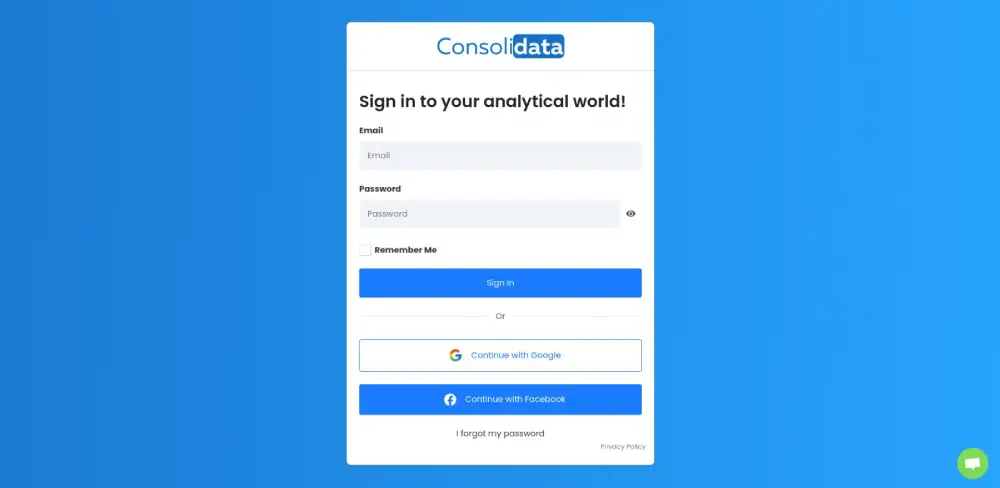 Consolidata
Sign in to your analytical world!
Email
Email
Password
Password
Remember Me
Sign In
Or
Continue with Google
Continue with Facebook
I forgot my password
Privacy Policy